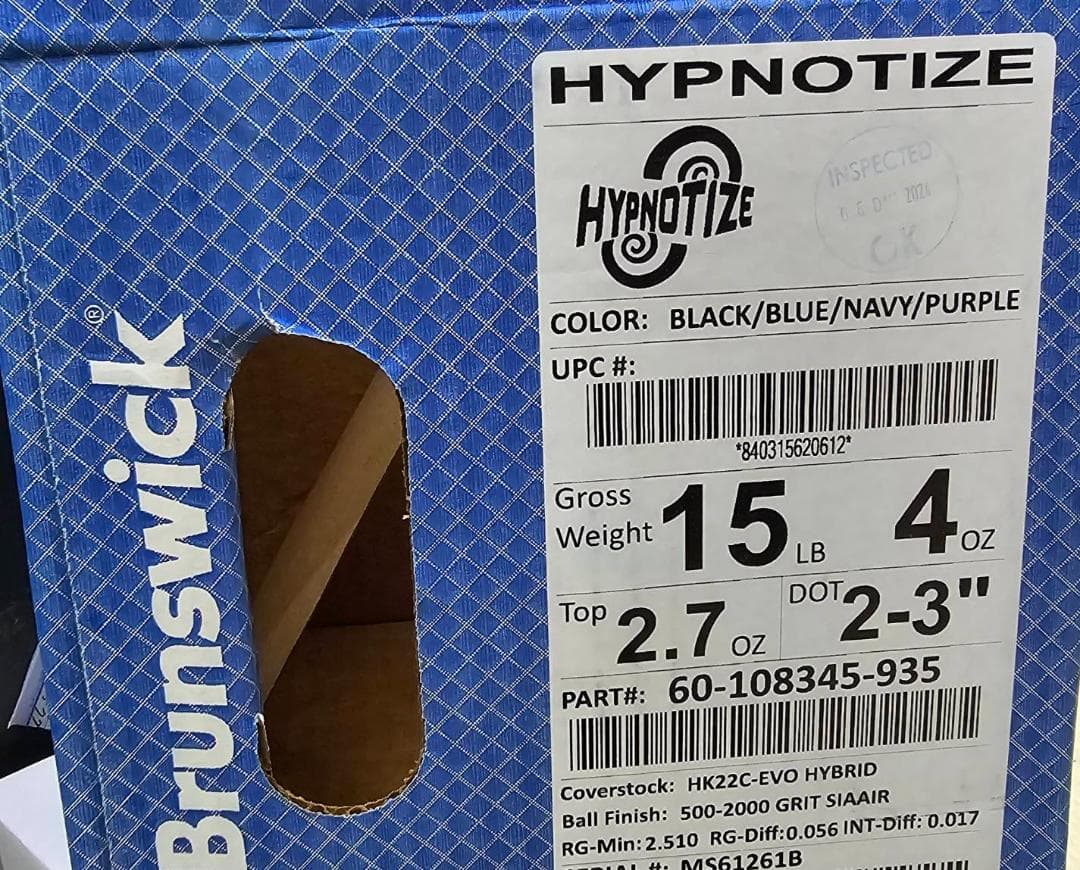 Brunswick®
HYPNOTIZE
HYPNOTIZE
INSPECTED
OK
COLOR: BLACK/BLUE/NAVY/PURPLE
UPC #:
*840315620612*
Gross Weight 15 LB 4 OZ
Top 2.7 OZ DOT 2-3"
PART#: 60-108345-935
Coverstock: HK22C-EVO HYBRID
Ball Finish: 500-2000 GRIT SIAAIR
RG-Min: 2.510 RG-Diff: 0.056 INT-Diff: 0.017
SERIAL #: MS61261B